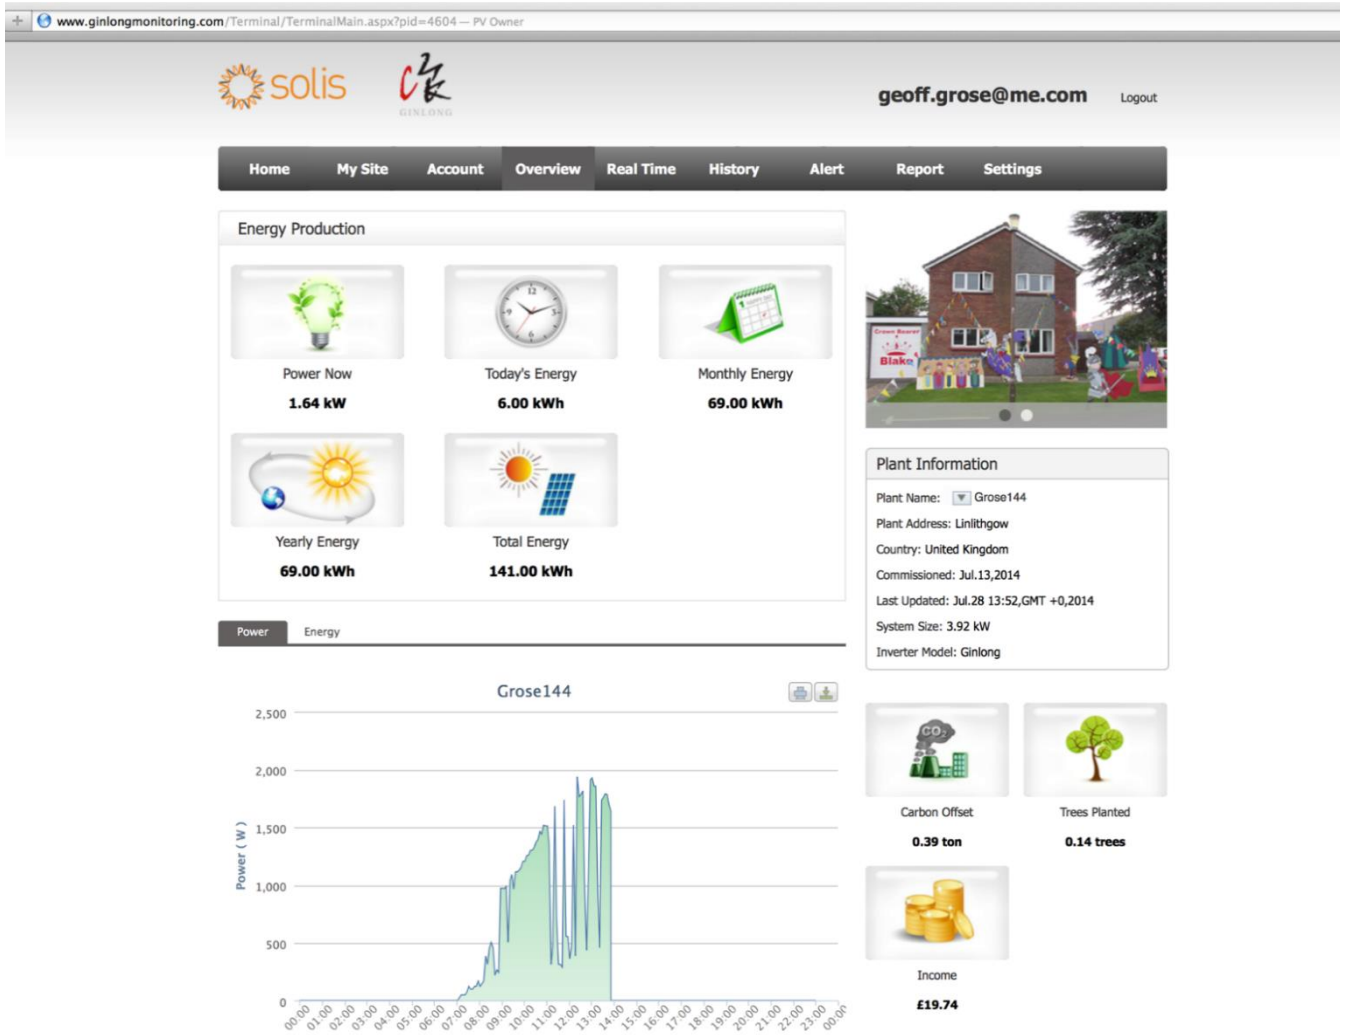 www.ginlongmonitoring.com/Terminal/TerminalMain.aspx?pid=4604 — PV Owner
solis
GINLONG
geoff.grose@me.com Logout
Home My Site Account Overview Real Time History Alert Report Settings
Energy Production
Power Now Today's Energy Monthly Energy
1.64 kW 6.00 kWh 69.00 kWh
Yearly Energy Total Energy
69.00 kWh 141.00 kWh
Crown Bearer
Blake
Plant Information
Plant Name: Grose144
Plant Address: Linlithgow
Country: United Kingdom
Commissioned: Jul.13,2014
Last Updated: Jul.28 13:52,GMT +0,2014
System Size: 3.92 kW
Inverter Model: Ginlong
Power Energy
Grose144
2,500
2,000
1,500
1,000
500
0
Power ( W )
00:00 01:00 02:00 03:00 04:00 05:00 06:00 07:00 08:00 09:00 10:00 11:00 12:00 13:00 14:00 15:00 16:00 17:00 18:00 19:00 20:00 21:00 22:00 23:00 00:00
CO2
Carbon Offset Trees Planted
0.39 ton 0.14 trees
Income
£19.74